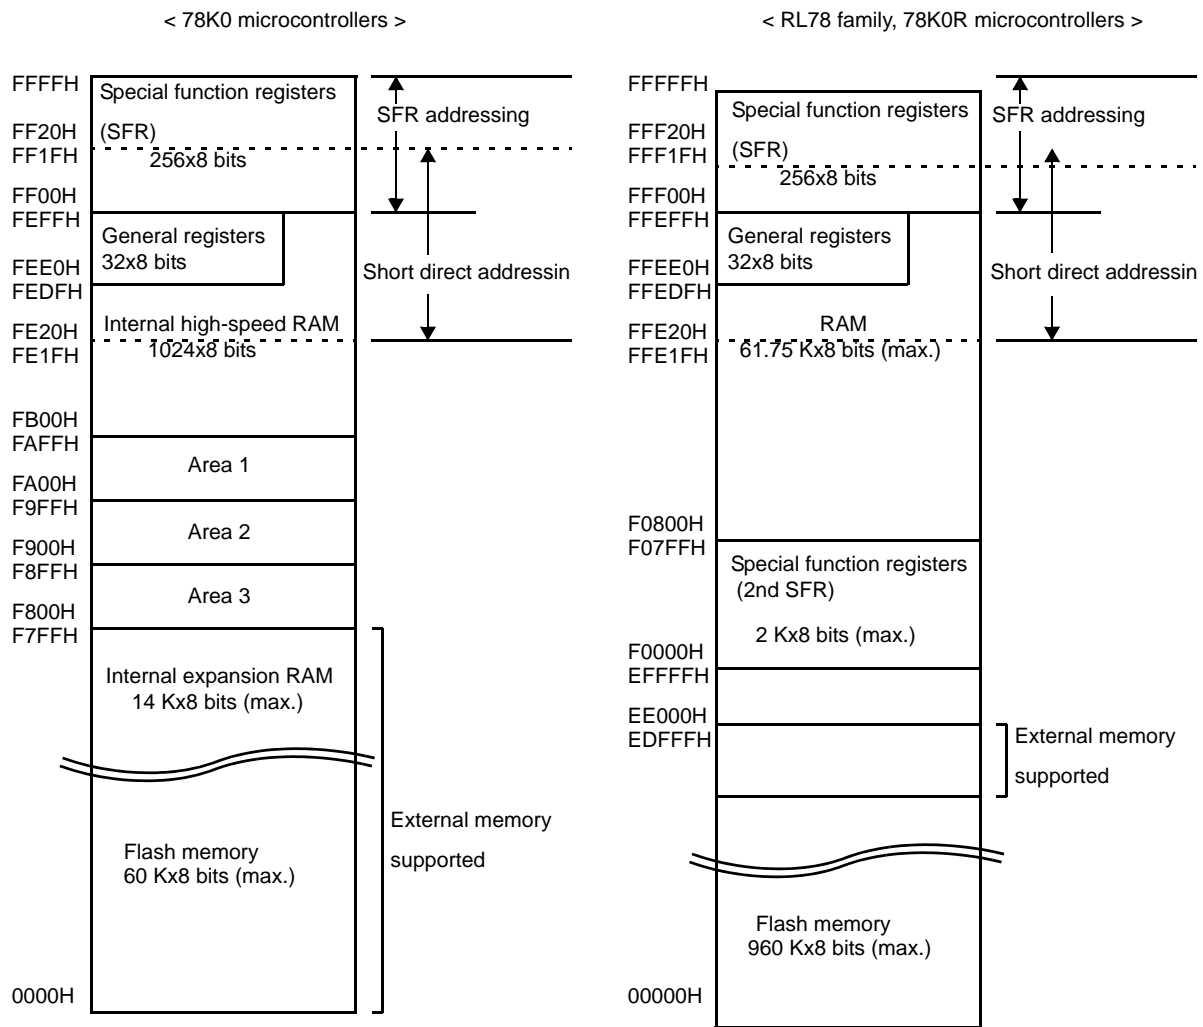 < 78K0 microcontrollers >
FFFFH
Special function registers
SFR addressing
FF20H
(SFR)
FF1FH
256x8 bits
FF00H
FEFFH
General registers
32x8 bits
FEE0H
FEDFH
Short direct addressin
Internal high-speed RAM
FE20H
1024x8 bits
FE1FH
FB00H
FAFFH
Area 1
FA00H
F9FFH
Area 2
F900H
F8FFH
Area 3
F800H
F7FFH
Internal expansion RAM
14 Kx8 bits (max.)
External memory
supported
Flash memory
60 Kx8 bits (max.)
0000H
< RL78 family, 78K0R microcontrollers >
FFFFFH
Special function registers
SFR addressing
FFF20H
(SFR)
FFF1FH
256x8 bits
FFF00H
FFEFFH
General registers
32x8 bits
FFEE0H
FFEDFH
Short direct addressin
RAM
FFE20H
61.75 Kx8 bits (max.)
FFE1FH
F0800H
F07FFH
Special function registers
(2nd SFR)
2 Kx8 bits (max.)
F0000H
EFFFFH
EE000H
EDFFFH
External memory
supported
Flash memory
960 Kx8 bits (max.)
00000H